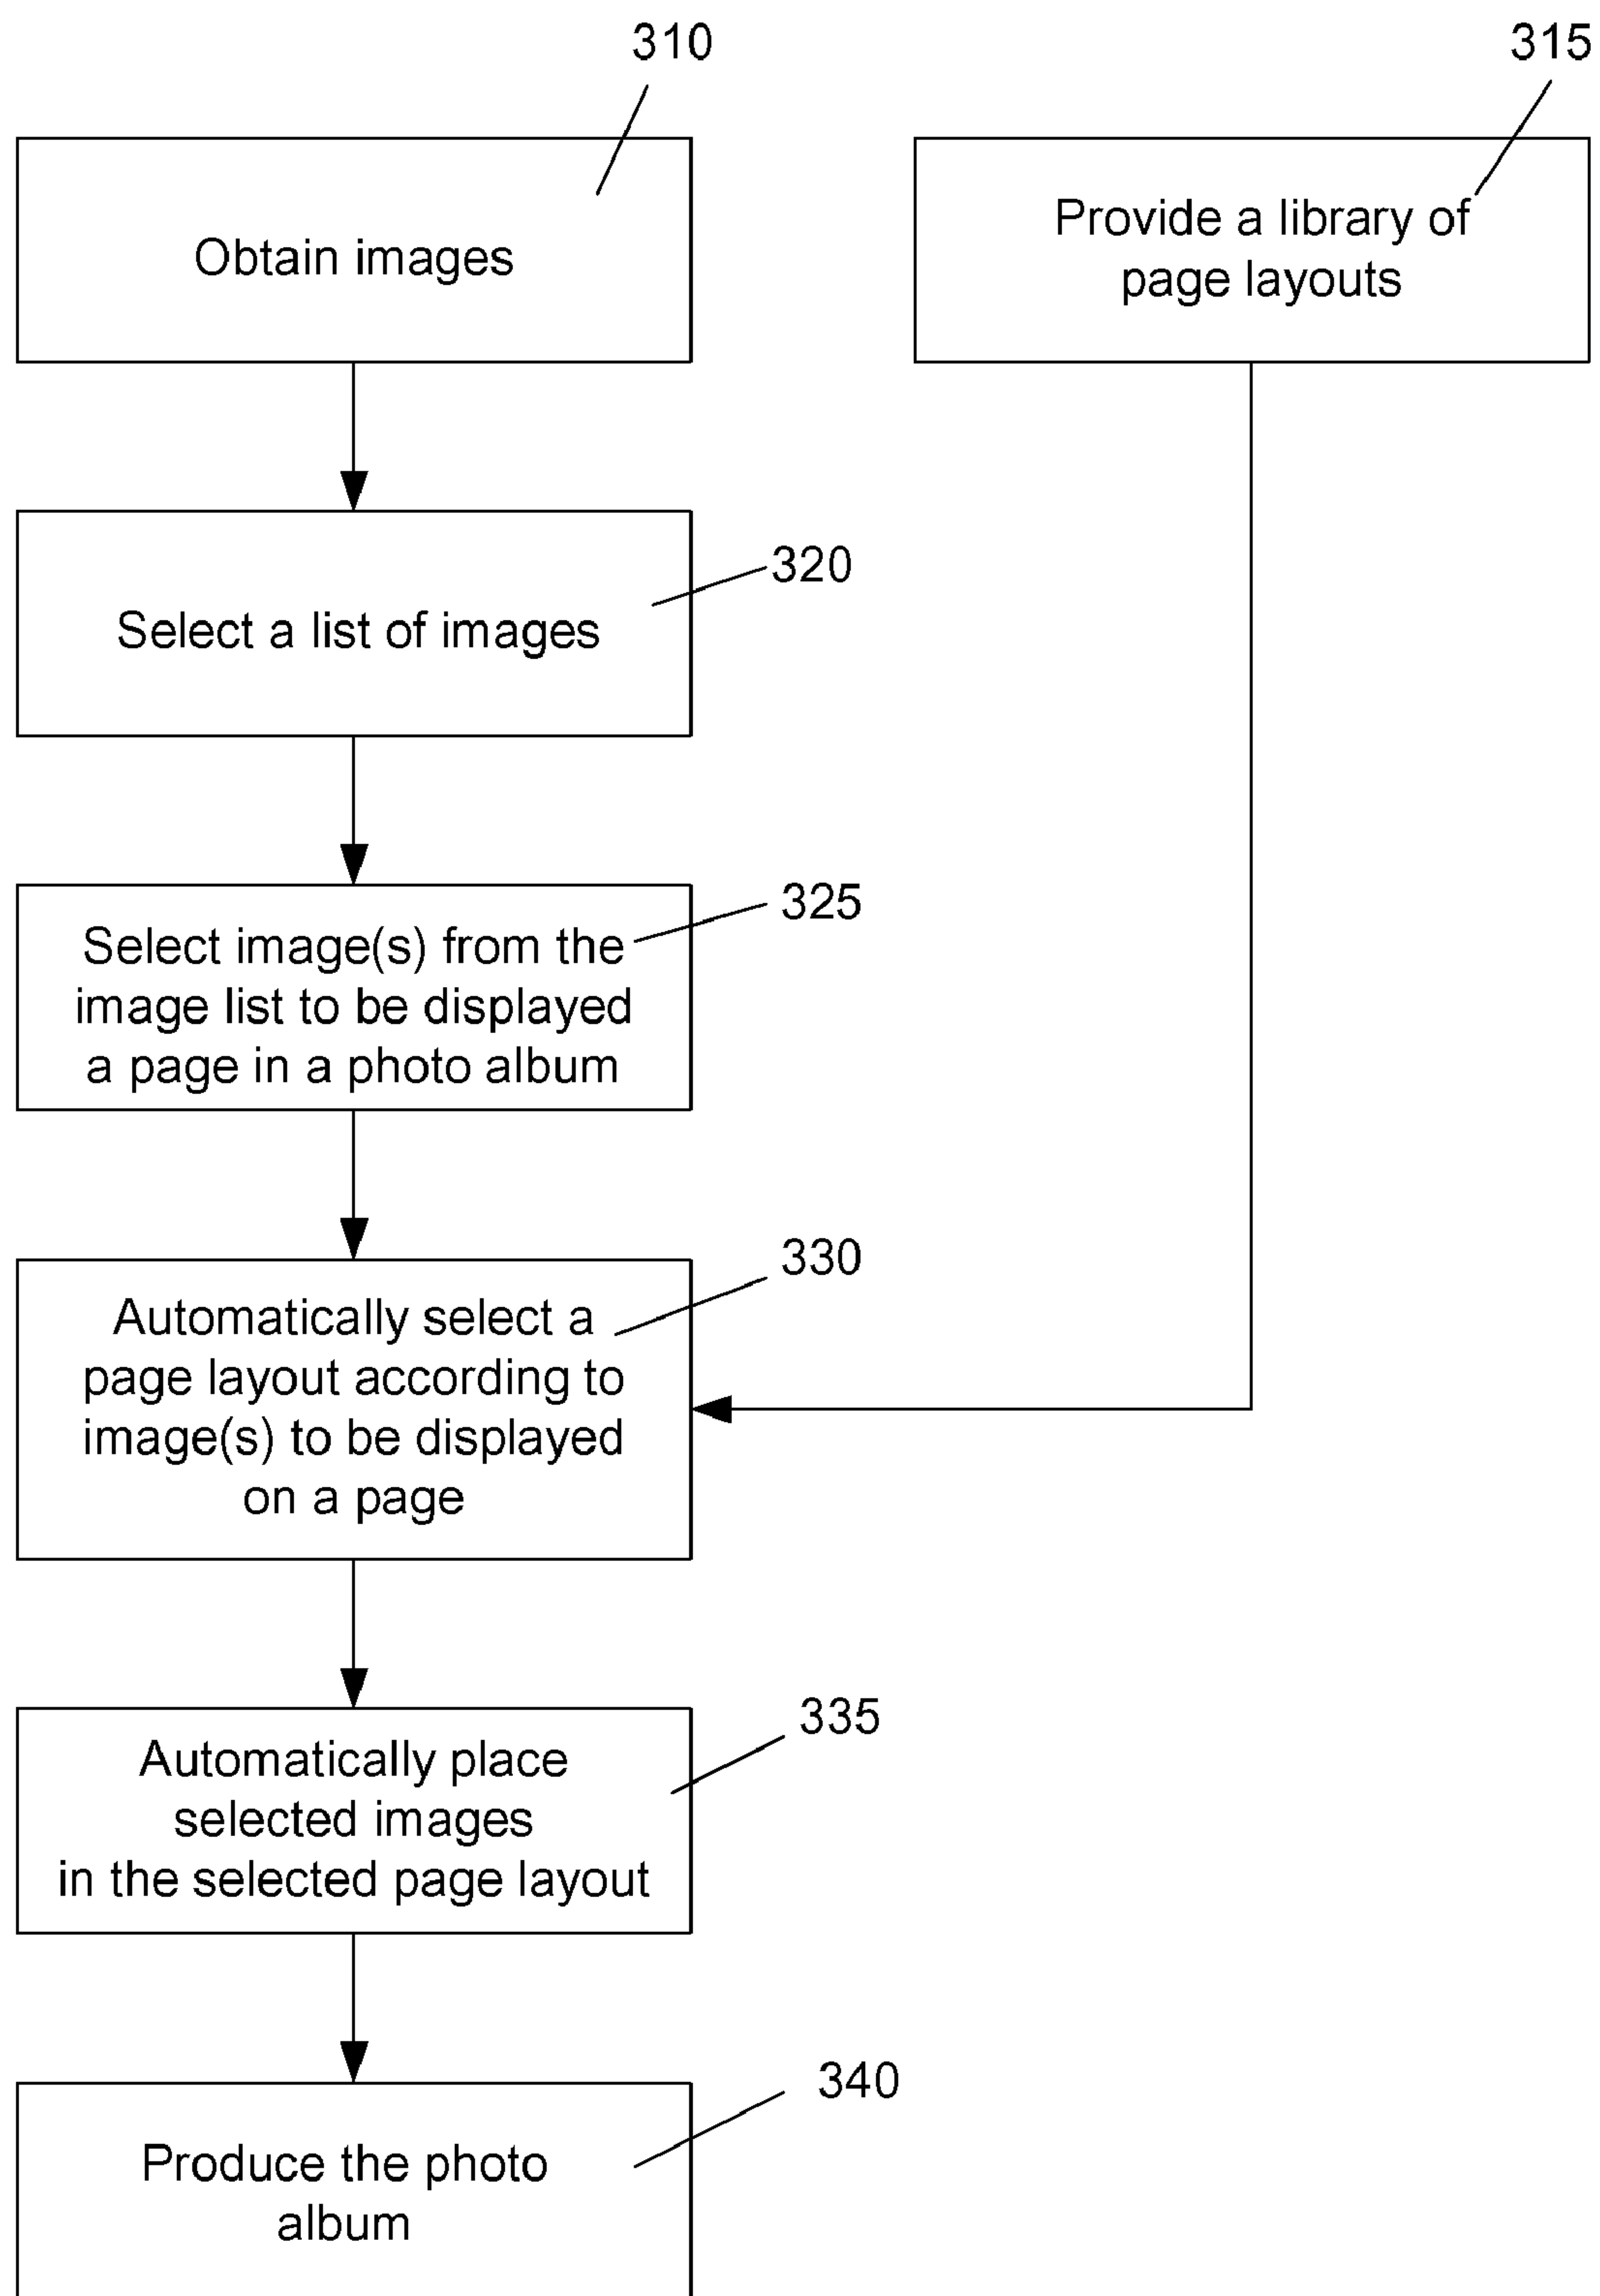 310
315
Obtain images
Provide a library of
page layouts
320
Select a list of images
325
Select image(s) from the
image list to be displayed
a page in a photo album
330
Automatically select a
page layout according to
image(s) to be displayed
on a page
335
Automatically place
selected images
in the selected page layout
340
Produce the photo
album